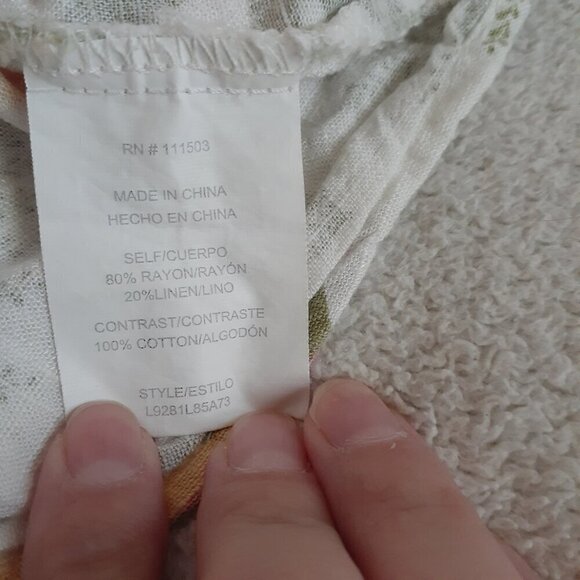 RN # 111503
MADE IN CHINA
HECHO EN CHINA
SELF/CUERPO
80% RAYON/RAYÓN
20%LINEN/LINO
CONTRAST/CONTRASTE
100% COTTON/ALGODÓN
STYLE/ESTILO
L9281L85A73